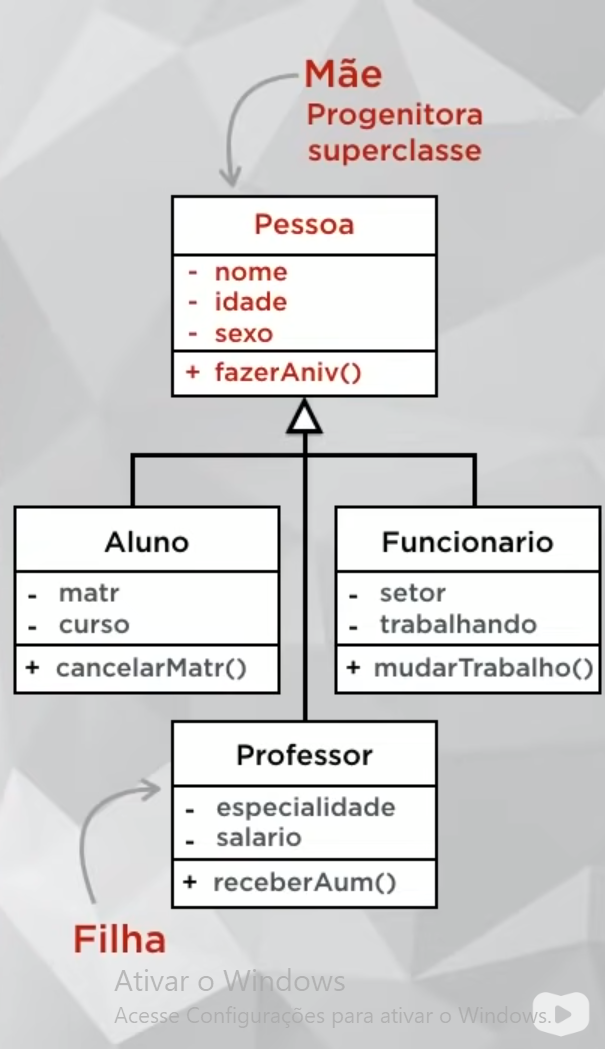 Mãe
Progenitora
superclasse
Pessoa
- nome
- idade
- sexo
+ fazerAniv()
Aluno
- matr
- curso
+ cancelarMatr()
Funcionario
- setor
- trabalhando
+ mudarTrabalho()
Professor
- especialidade
- salario
+ receberAum()
Filha
Ativar o Windows
Acesse Configurações para ativar o Windows.